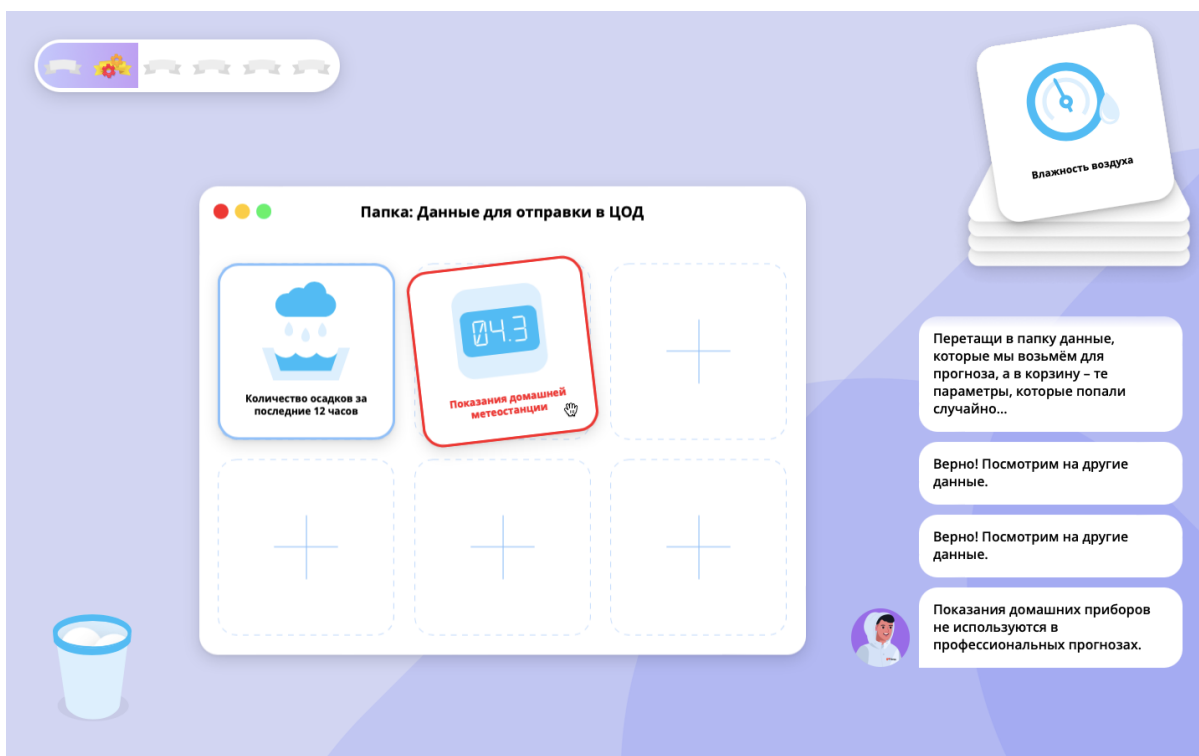 Влажность воздуха
Папка: Данные для отправки в ЦОД
Количество осадков за
последние 12 часов
04.3
Показания домашней
метеостанции
Перетащи в папку данные,
которые мы возьмём для
прогноза, а в корзину – те
параметры, которые попали
случайно...
Верно! Посмотрим на другие
данные.
Верно! Посмотрим на другие
данные.
Показания домашних приборов
не используются в
профессиональных прогнозах.